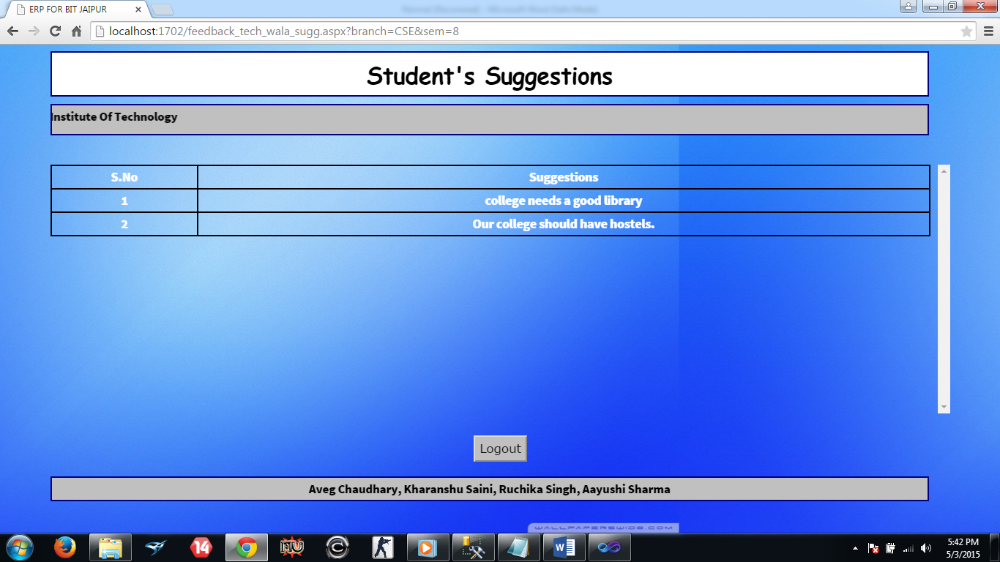 ERP FOR BIT JAIPUR
localhost:1702/feedback_tech_wala_sugg.aspx?branch=CSE&sem=8
Student's Suggestions
Institute Of Technology
S.No Suggestions
1 college needs a good library
2 Our college should have hostels.
Logout
Aveg Chaudhary, Kharanshu Saini, Ruchika Singh, Aayushi Sharma
WALLPAPERSWIDE.COM
14
MU
5:42 PM
5/3/2015